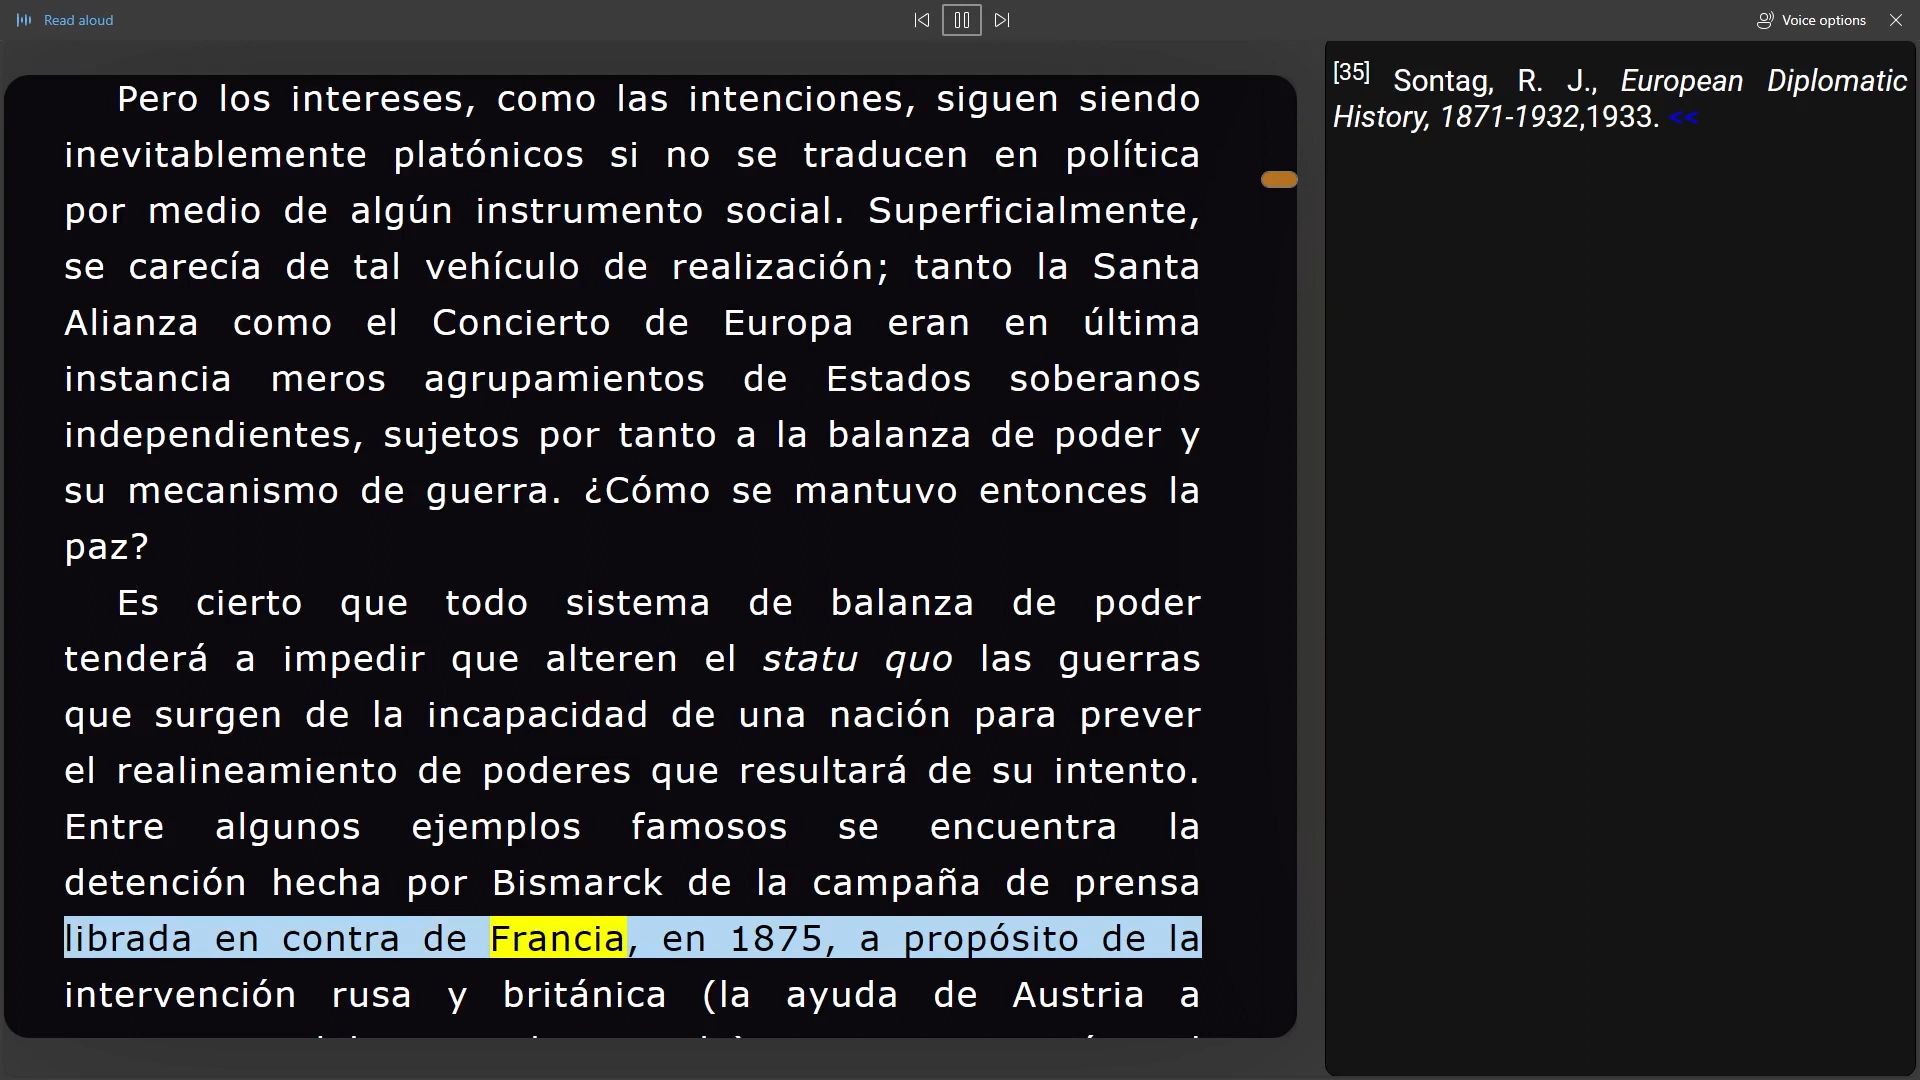 Read aloud
Voice options
Pero los intereses, como las intenciones, siguen siendo
inevitablemente platónicos si no se traducen en política
por medio de algún instrumento social. Superficialmente,
se carecía de tal vehículo de realización; tanto la Santa
Alianza como el Concierto de Europa eran en última
instancia meros agrupamientos de Estados soberanos
independientes, sujetos por tanto a la balanza de poder y
su mecanismo de guerra. ¿Cómo se mantuvo entonces la
paz?
Es cierto que todo sistema de balanza de poder
tenderá a impedir que alteren el statu quo las guerras
que surgen de la incapacidad de una nación para prever
el realineamiento de poderes que resultará de su intento.
Entre algunos ejemplos famosos se encuentra la
detención hecha por Bismarck de la campaña de prensa
librada en contra de Francia, en 1875, a propósito de la
intervención rusa y británica (la ayuda de Austria a
[35] Sontag, R. J., European Diplomatic
History, 1871-1932,1933. <<